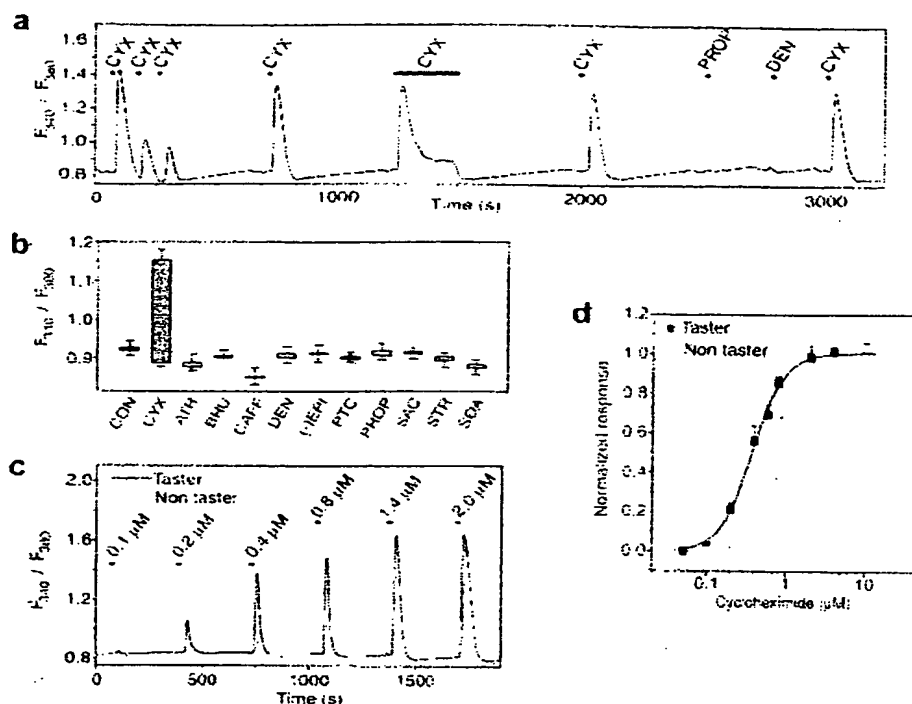 a
1.6
1.4
1.2
1.0
0.8
CYX
CYX
CYX
CYX
CYX
CYX
PROP
DEN
CYX
0
1000
2000
3000
Time (s)
b
1.2
1.1
1.0
0.9
CON
CYX
ATR
DEN
PTC
SAC
STR
SOA
c
2.0
1.6
1.2
0.8
Taster
Non taster
0.1 µM
0.2 µM
0.4 µM
0.8 µM
1.4 µM
2.0 µM
0
500
1000
1500
Time (s)
d
1.2
1.0
0.8
0.6
0.4
0.2
0.0
Taster
Non taster
Normalized response
0.1
1
10
Cycloheximide (µM)